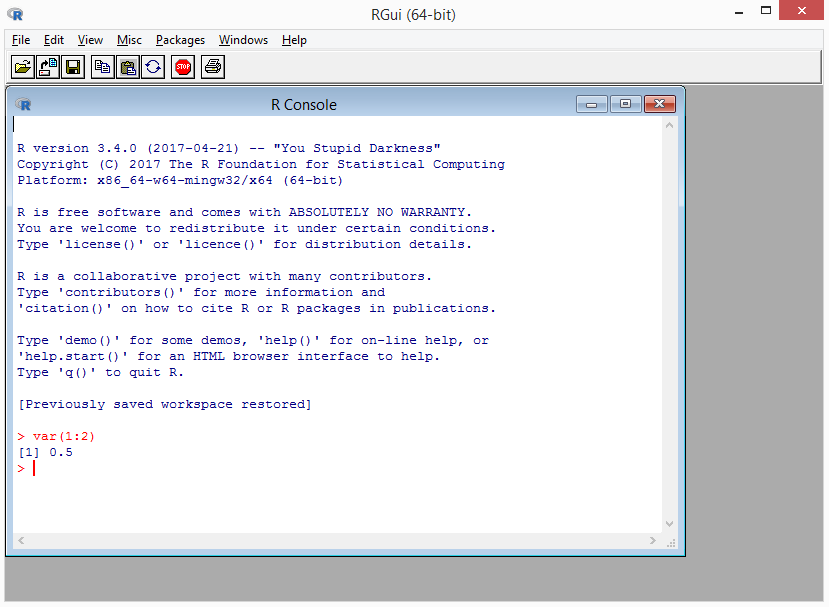 RGui (64-bit)
File Edit View Misc Packages Windows Help
STOP
R Console
R version 3.4.0 (2017-04-21) -- "You Stupid Darkness"
Copyright (C) 2017 The R Foundation for Statistical Computing
Platform: x86_64-w64-mingw32/x64 (64-bit)
R is free software and comes with ABSOLUTELY NO WARRANTY.
You are welcome to redistribute it under certain conditions.
Type 'license()' or 'licence()' for distribution details.
R is a collaborative project with many contributors.
Type 'contributors()' for more information and
'citation()' on how to cite R or R packages in publications.
Type 'demo()' for some demos, 'help()' for on-line help, or
'help.start()' for an HTML browser interface to help.
Type 'q()' to quit R.
[Previously saved workspace restored]
> var(1:2)
[1] 0.5
>